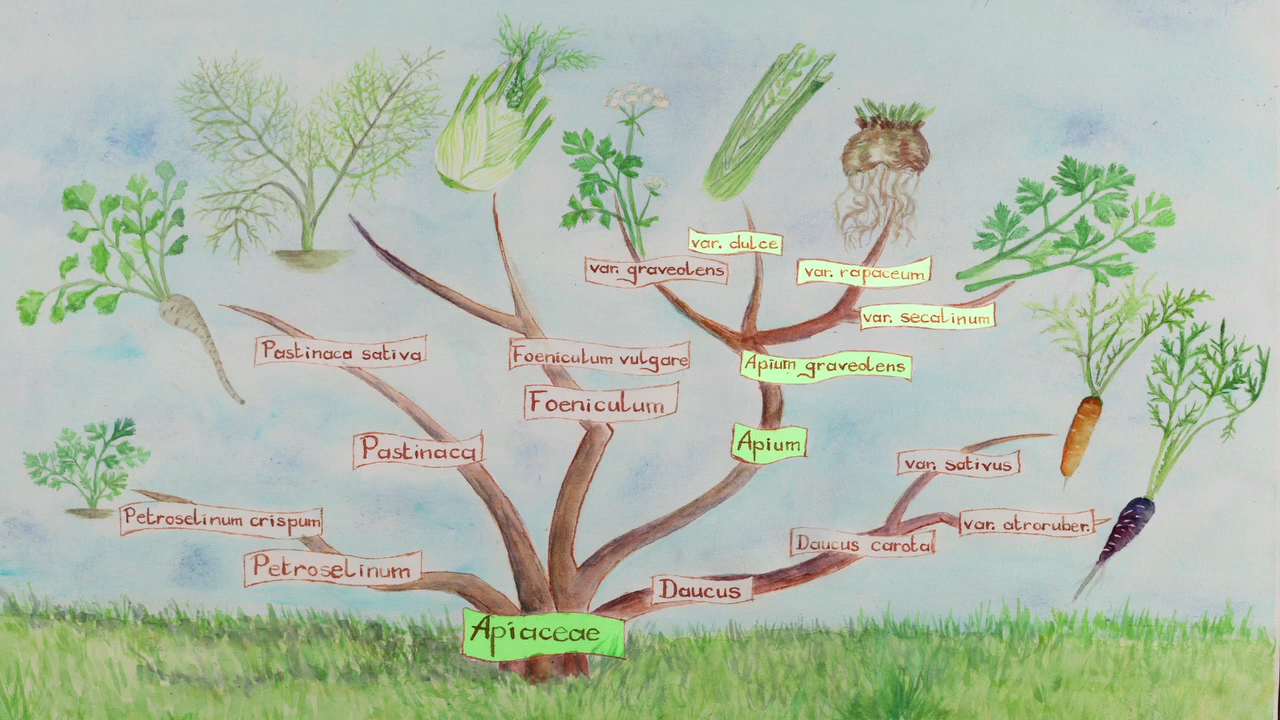 var. dulce
var. graveolens
var. rapaceum
var. secalinum
Pastinaca sativa
Foeniculum vulgare
Apium graveolens
Foeniculum
Pastinaca
Apium
var. sativus
Petroselinum crispum
var. atroruber.
Daucus carota
Petroselinum
Daucus
Apiaceae